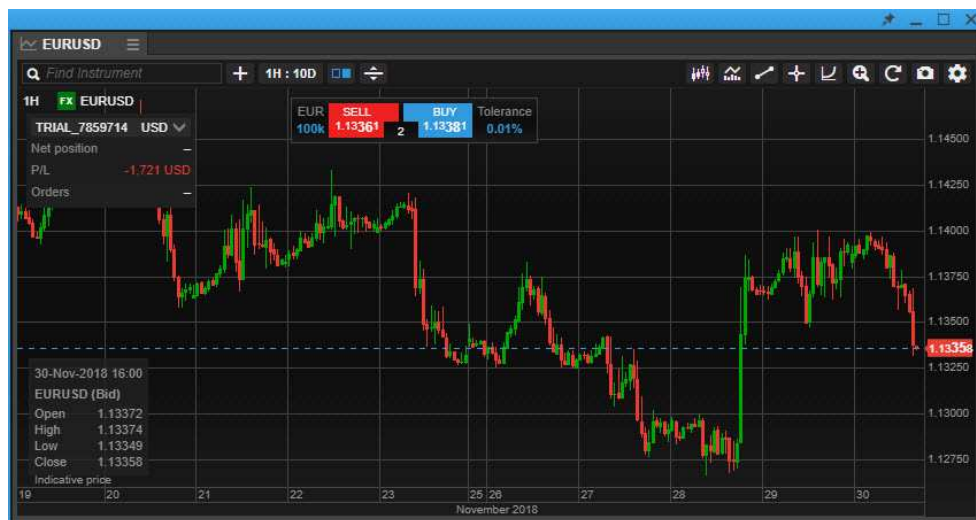 EURUSD
Find Instrument
1H : 10D
1H FX EURUSD
TRIAL_7859714 USD
Net position –
P/L -1.721 USD
Orders –
EUR SELL BUY Tolerance
100k 1.13361 2 1.13381 0.01%
1.14500
1.14250
1.14000
1.13750
1.13500
1.13358
1.13250
1.13000
1.12750
30-Nov-2018 16:00
EURUSD (Bid)
Open 1.13372
High 1.13374
Low 1.13349
Close 1.13358
Indicative price
19 20 21 22 23 25 26 27 28 29 30
November 2018